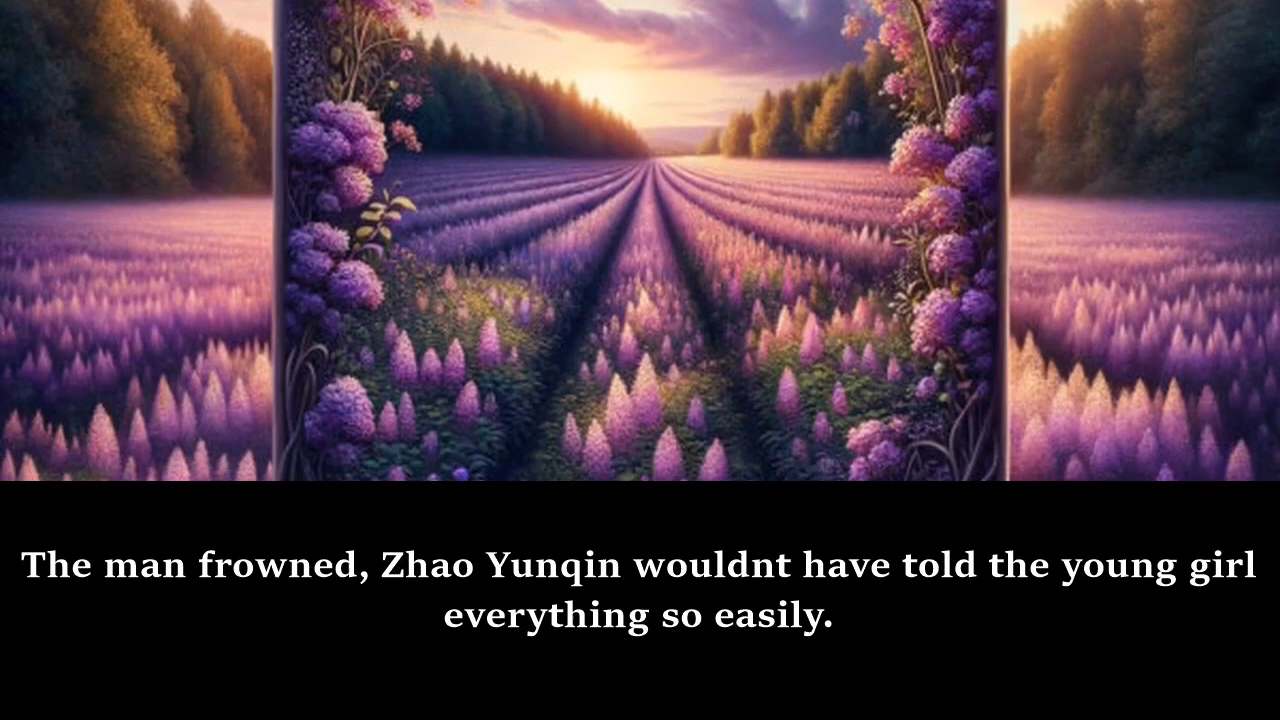 The man frowned, Zhao Yunqin wouldnt have told the young girl
everything so easily.